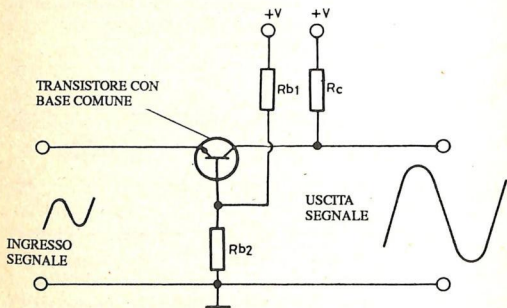 +V
+V
Rb1
Rc
TRANSISTORE CON
BASE COMUNE
USCITA
SEGNALE
INGRESSO
SEGNALE
Rb2